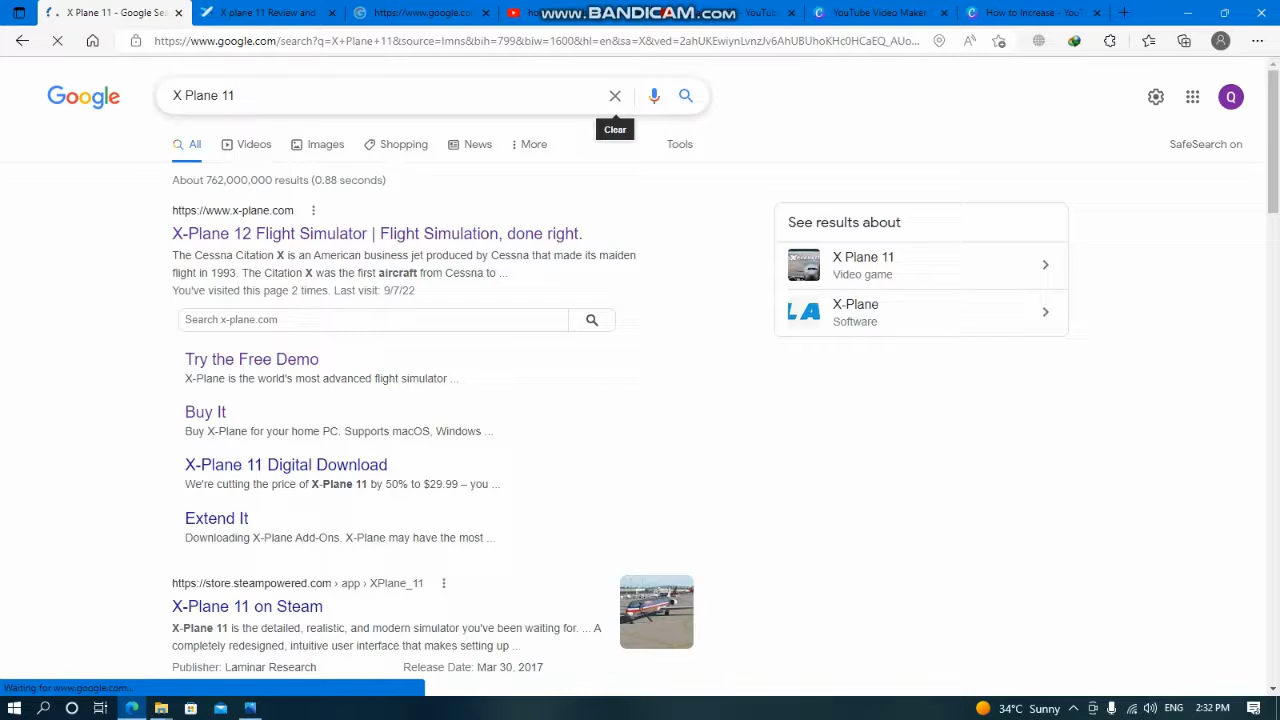 X Plane 11 - Google Sea
X plane 11 Review and
https://www.google.co
YouTu
YouTube Video Maker
How to Increase - YouT
www.BANDICAM.com
https://www.google.com/search?q=X+Plane+11&source=lmns&bih=799&biw=1600&hl=en&sa=X&ved=2ahUKEwiynLvnzJv6AhUBUhoKHc0HCaEQ_AUo...
Google
X Plane 11
Q
Clear
All
Videos
Images
Shopping
News
More
Tools
SafeSearch on
About 762,000,000 results (0.88 seconds)
https://www.x-plane.com
X-Plane 12 Flight Simulator | Flight Simulation, done right.
The Cessna Citation X is an American business jet produced by Cessna that made its maiden
flight in 1993. The Citation X was the first aircraft from Cessna to ...
You've visited this page 2 times. Last visit: 9/7/22
Search x-plane.com
Try the Free Demo
X-Plane is the world's most advanced flight simulator ...
Buy It
Buy X-Plane for your home PC. Supports macOS, Windows ...
X-Plane 11 Digital Download
We're cutting the price of X-Plane 11 by 50% to $29.99 – you ...
Extend It
Downloading X-Plane Add-Ons. X-Plane may have the most ...
See results about
X Plane 11
Video game
LA
X-Plane
Software
https://store.steampowered.com › app › XPlane_11
X-Plane 11 on Steam
X-Plane 11 is the detailed, realistic, and modern simulator you've been waiting for. ... A
completely redesigned, intuitive user interface that makes setting up ...
Publisher: Laminar Research
Release Date: Mar 30, 2017
Waiting for www.google.com...
34°C Sunny
ENG
2:32 PM